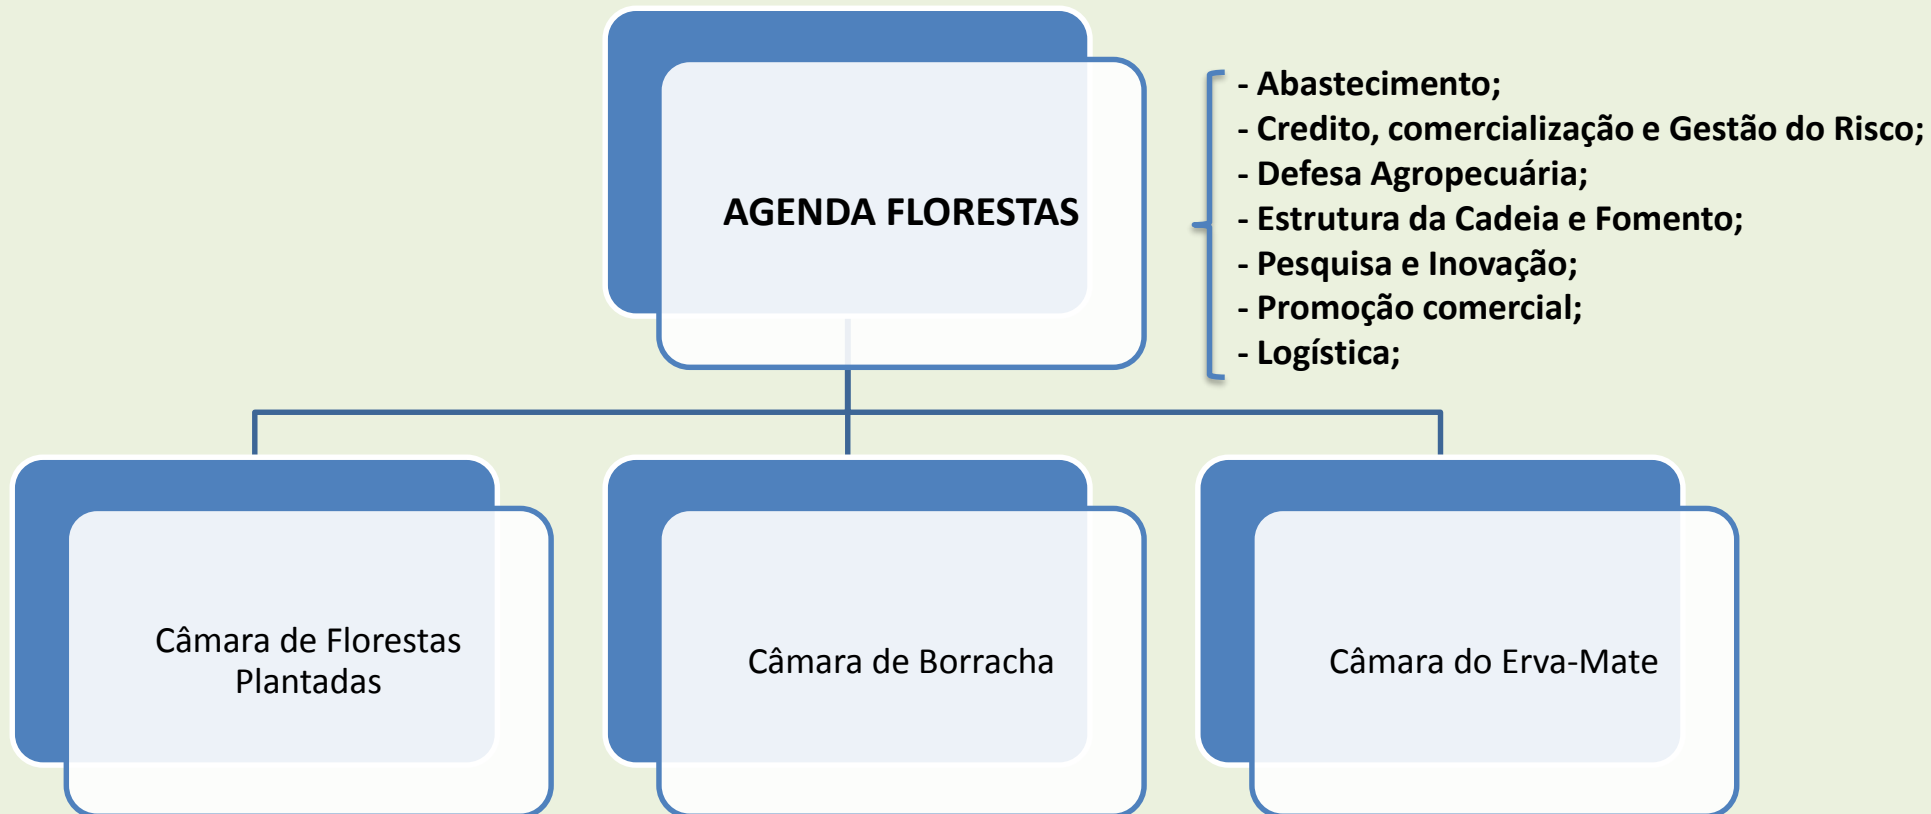 AGENDA FLORESTAS
- Abastecimento;
- Credito, comercialização e Gestão do Risco;
- Defesa Agropecuária;
- Estrutura da Cadeia e Fomento;
- Pesquisa e Inovação;
- Promoção comercial;
- Logística;
Câmara de Florestas
Plantadas
Câmara de Borracha
Câmara do Erva-Mate